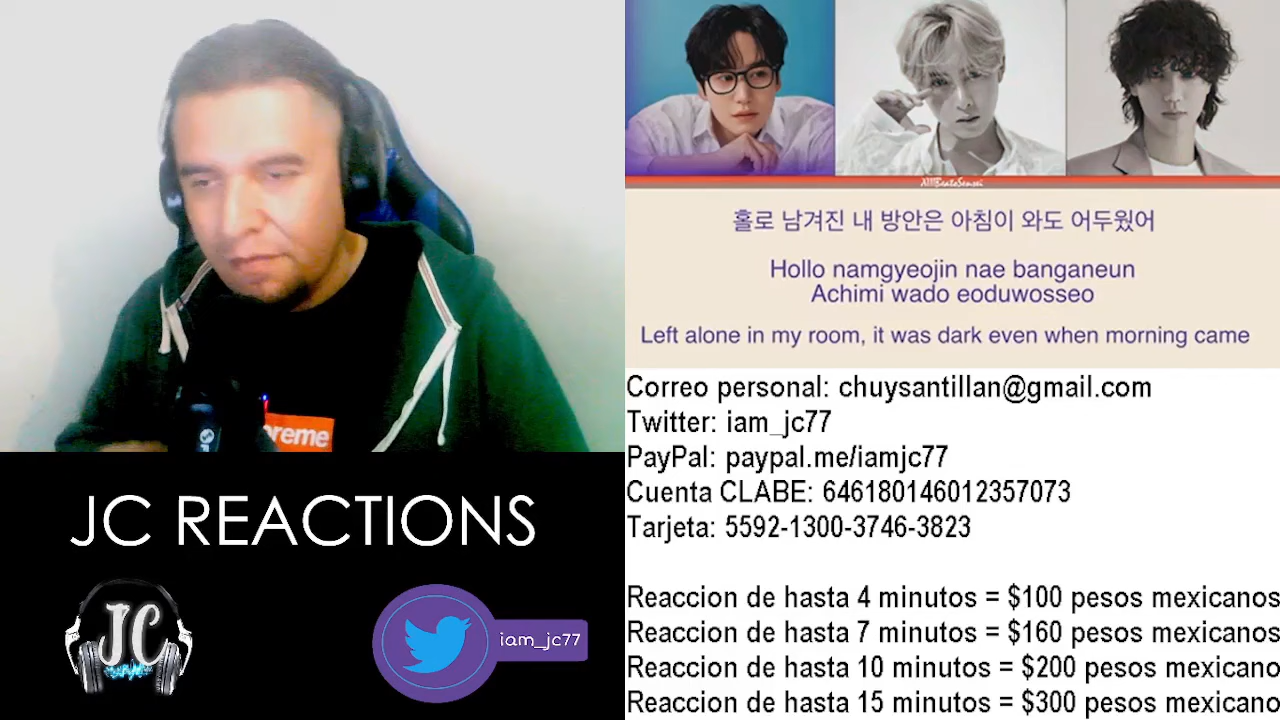 홀로 남겨진 내 방안은 아침이 와도 어두웠어
Hollo namgyeojin nae banganeun
Achimi wado eoduwosseo
Left alone in my room, it was dark even when morning came
Correo personal: chuysantillan@gmail.com
Twitter: iam_jc77
PayPal: paypal.me/iamjc77
Cuenta CLABE: 646180146012357073
Tarjeta: 5592-1300-3746-3823
Reaccion de hasta 4 minutos = $100 pesos mexicanos
Reaccion de hasta 7 minutos = $160 pesos mexicanos
Reaccion de hasta 10 minutos = $200 pesos mexicano
Reaccion de hasta 15 minutos = $300 pesos mexicano
preme
JC REACTIONS
JC
iam_jc77